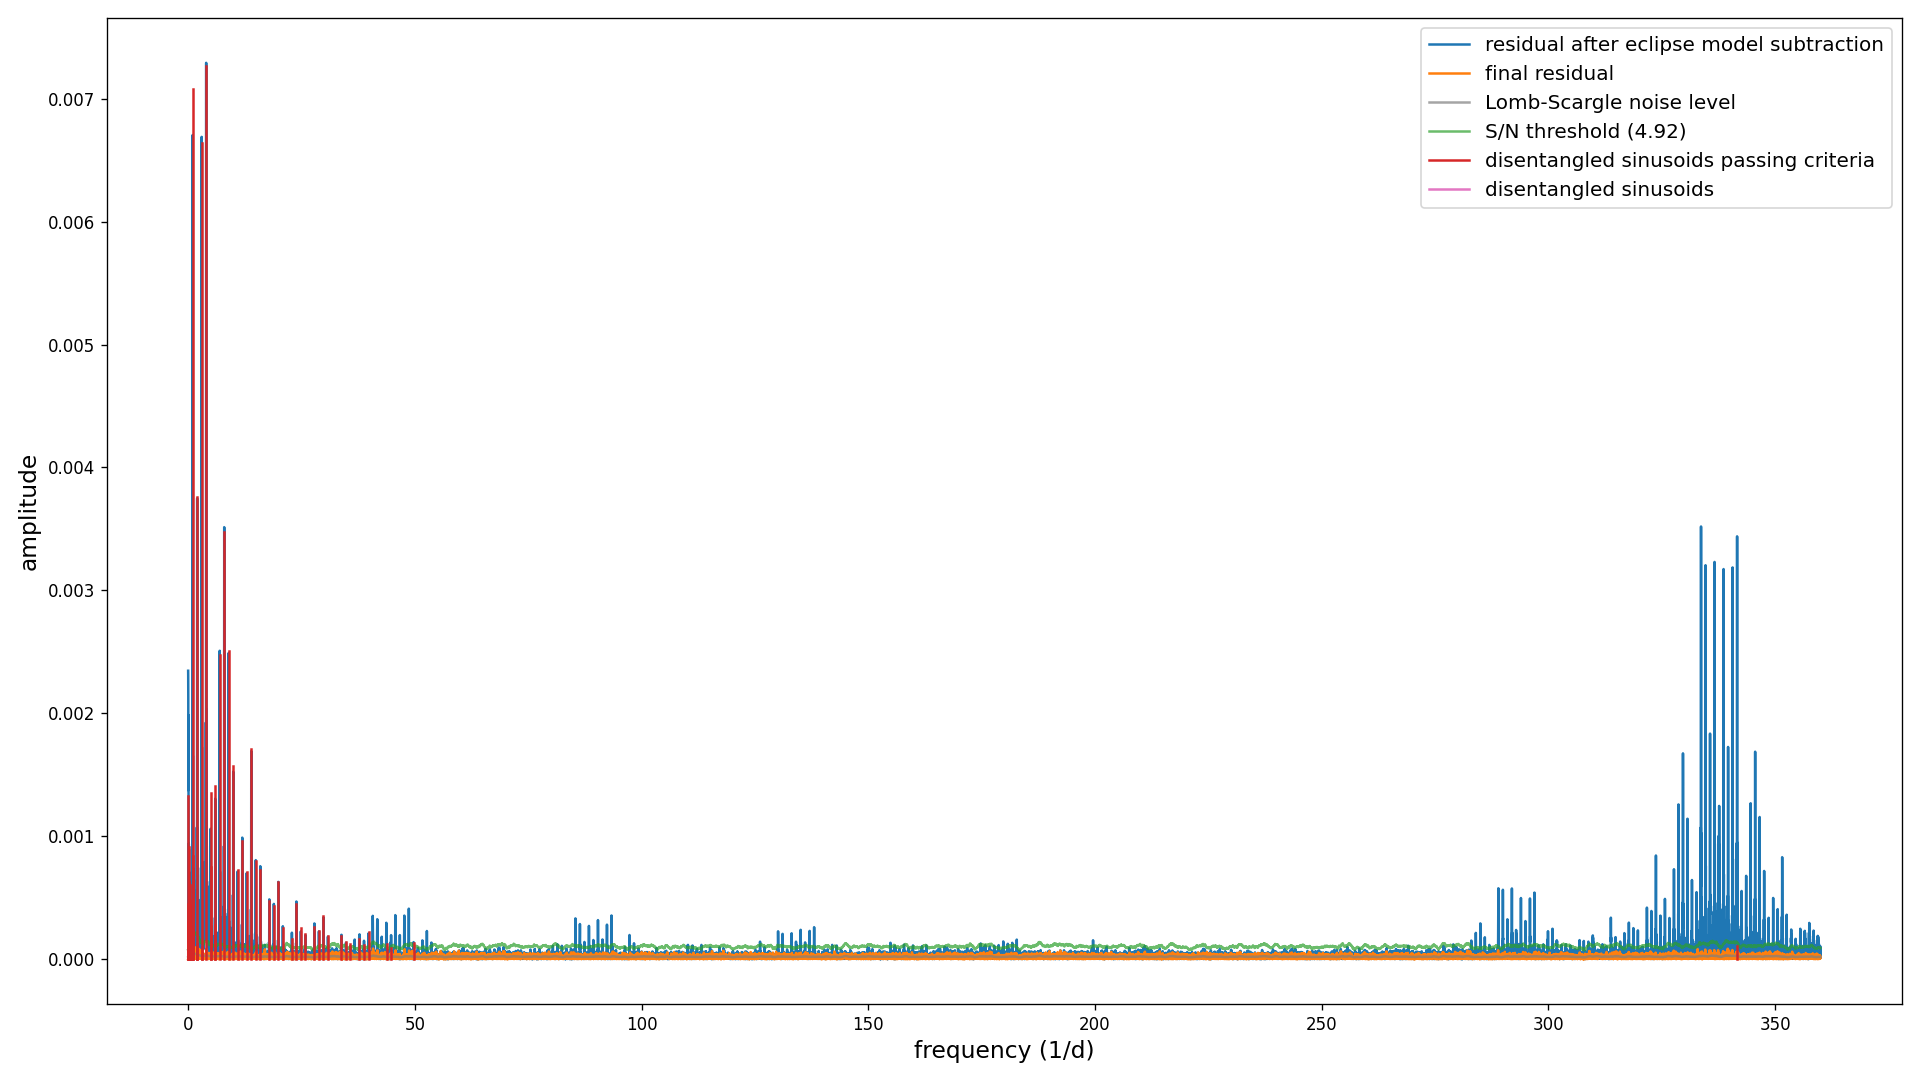 residual after eclipse model subtraction
final residual
Lomb-Scargle noise level
S/N threshold (4.92)
disentangled sinusoids passing criteria
disentangled sinusoids
amplitude
0.007
0.006
0.005
0.004
0.003
0.002
0.001
0.000
0 50 100 150 200 250 300 350
frequency (1/d)